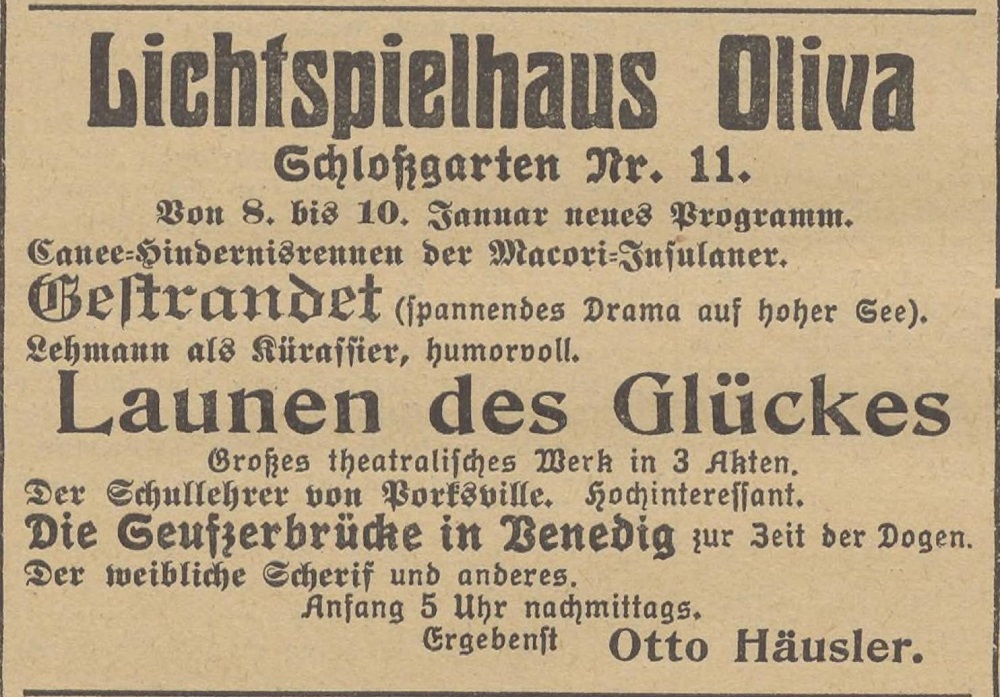 Lichtspielhaus Oliva
Schloßgarten Nr. 11.
Von 8. bis 10. Januar neues Programm.
Canee-Hindernisrennen der Macori-Insulaner.
Gestrandet (spannendes Drama auf hoher See).
Lehmann als Kürassier, humorvoll.
Launen des Glückes
Großes theatralisches Werk in 3 Akten.
Der Schullehrer von Porksville. Hochinteressant.
Die Seufzerbrücke in Venedig zur Zeit der Dogen.
Der weibliche Scherif und anderes.
Anfang 5 Uhr nachmittags.
Ergebenst Otto Häusler.